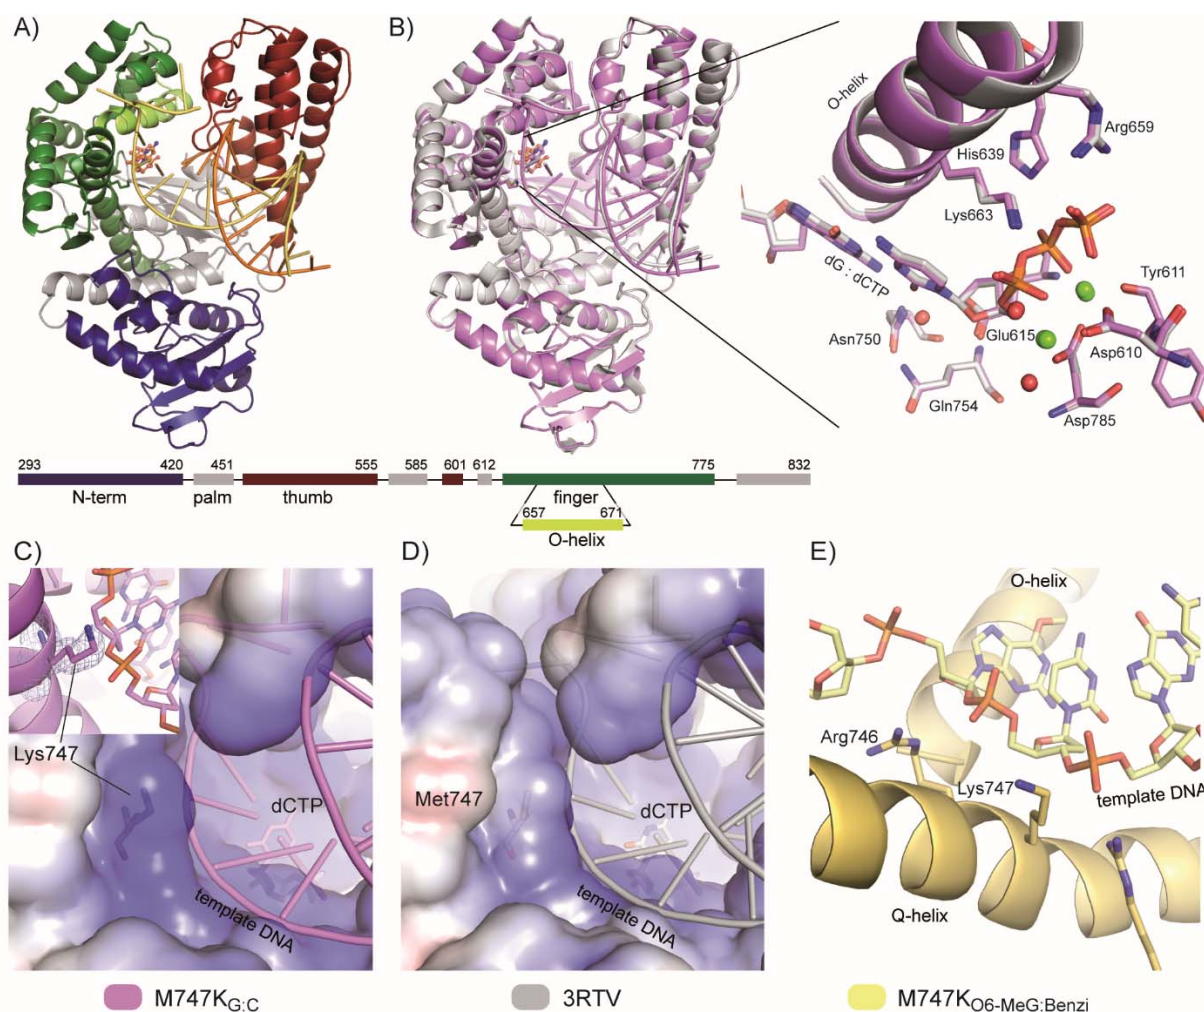 A)
B)
O-helix
Arg659
His639
Lys663
dG : dCTP
Tyr611
Asn750
Glu615
Asp610
Gln754
Asp785
293 420 451 555 585 601 612 775 832
N-term palm thumb finger
657 671
O-helix
C)
D)
E)
O-helix
Lys747
Arg746
dCTP
Met747
dCTP
Lys747
template DNA
template DNA
template DNA
Q-helix
M747KG:C 3RTV M747KO6-MeG:Benzi